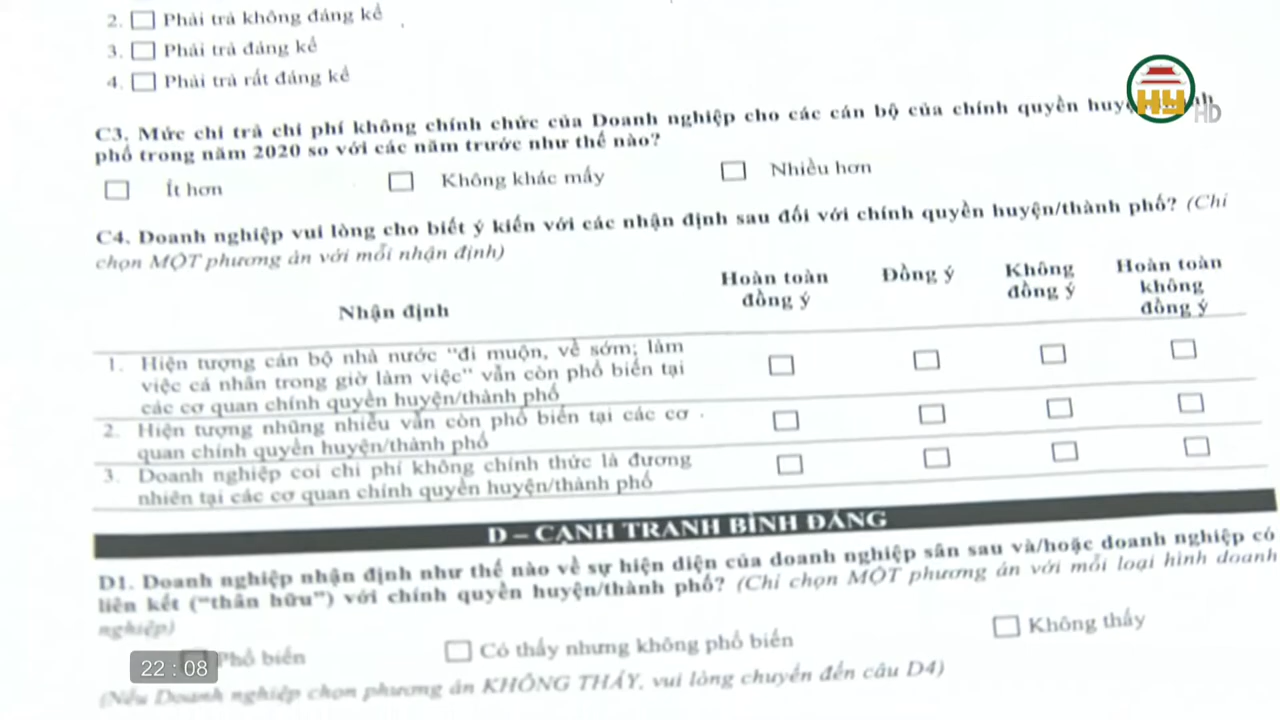 2. Phải trả không đáng kể
3. Phải trả đáng kể
4. Phải trả rất đáng kể
C3. Mức chi trả chi phí không chính chức của Doanh nghiệp cho các cán bộ của chính quyền
phố trong năm 2020 so với các năm trước như thế nào?
Ít hơn Không khác mấy Nhiều hơn
C4. Doanh nghiệp vui lòng cho biết ý kiến với các nhận định sau đối với chính quyền huyện/thành phố? (Chỉ
chọn MỘT phương án với mỗi nhận định)
Nhận định
Hoàn toàn
đồng ý
Đồng ý
Không
đồng ý
Hoàn toàn
không
đồng ý
1. Hiện tượng cán bộ nhà nước "đi muộn, về sớm; làm
việc cá nhân trong giờ làm việc" vẫn còn phổ biến tại
các cơ quan chính quyền huyện/thành phố
2. Hiện tượng nhũng nhiễu vẫn còn phổ biến tại các cơ
quan chính quyền huyện/thành phố
3. Doanh nghiệp coi chi phí không chính thức là đương
nhiên tại các cơ quan chính quyền huyện/thành phố
D – CẠNH TRANH BÌNH ĐẲNG
D1. Doanh nghiệp nhận định như thế nào về sự hiện diện của doanh nghiệp sân sau và/hoặc doanh nghiệp có
liên kết ("thân hữu") với chính quyền huyện/thành phố? (Chỉ chọn MỘT phương án với mỗi loại hình doanh
nghiệp)
Phổ biến Có thấy nhưng không phổ biến Không thấy
(Nếu Doanh nghiệp chọn phương án KHÔNG THẤY, vui lòng chuyển đến câu D4)
22:08
HY
HD